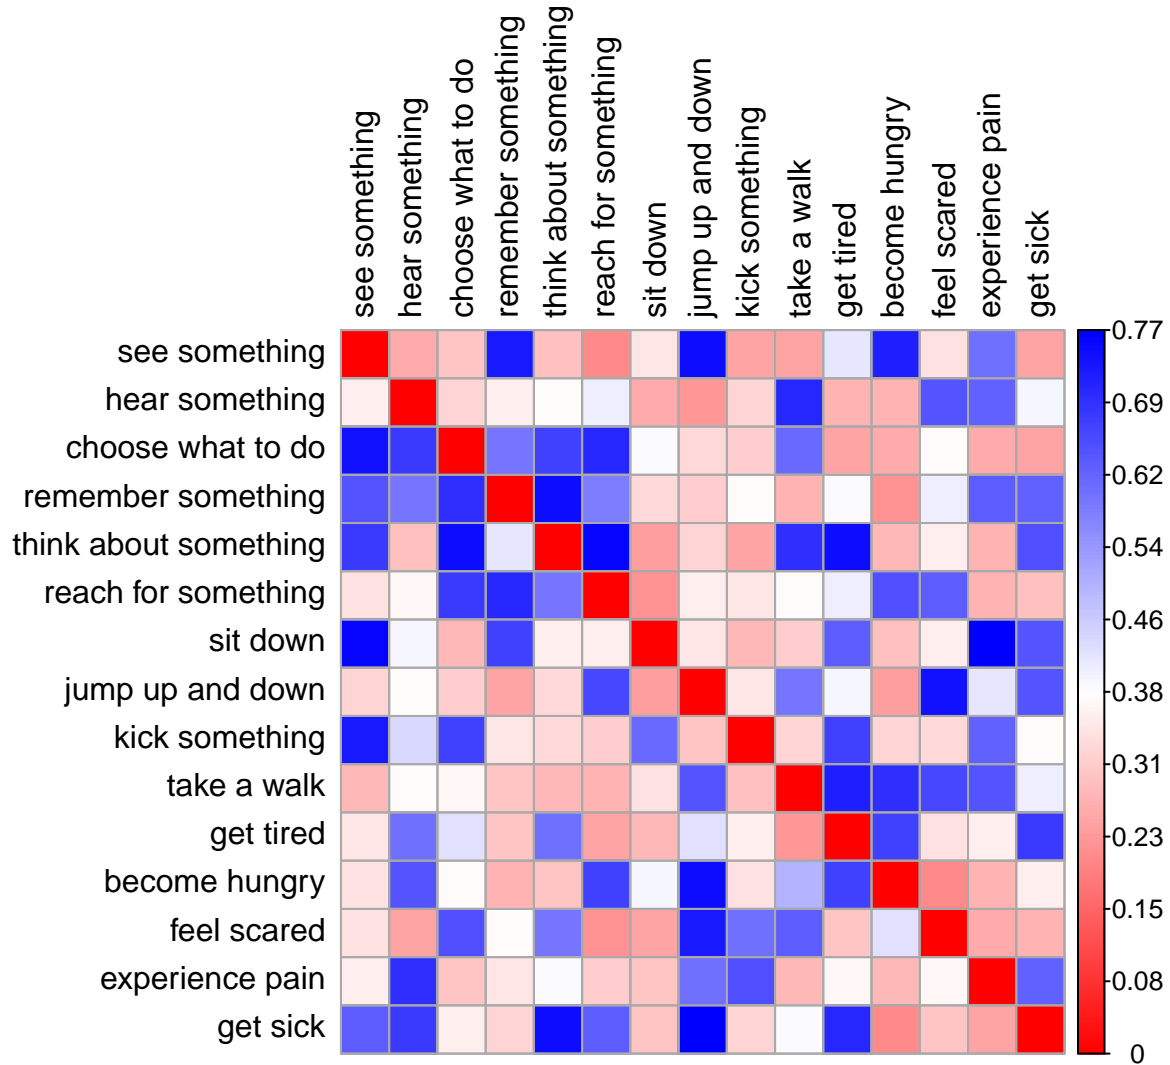 see something
hear something
choose what to do
remember something
think about something
reach for something
sit down
jump up and down
kick something
take a walk
get tired
become hungry
feel scared
experience pain
get sick
see something
hear something
choose what to do
remember something
think about something
reach for something
sit down
jump up and down
kick something
take a walk
get tired
become hungry
feel scared
experience pain
get sick
0.77
0.69
0.62
0.54
0.46
0.38
0.31
0.23
0.15
0.08
0